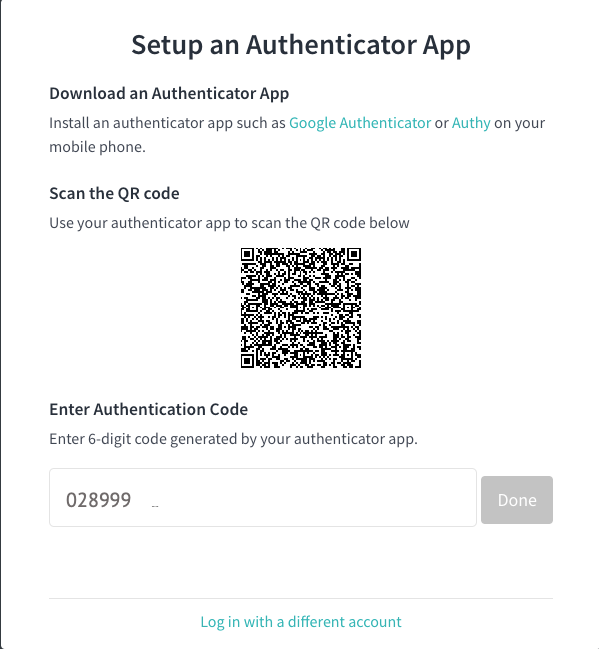 Setup an Authenticator App
Download an Authenticator App
Install an authenticator app such as Google Authenticator or Authy on your
mobile phone.
Scan the QR code
Use your authenticator app to scan the QR code below
Enter Authentication Code
Enter 6-digit code generated by your authenticator app.
028999 Done
Log in with a different account